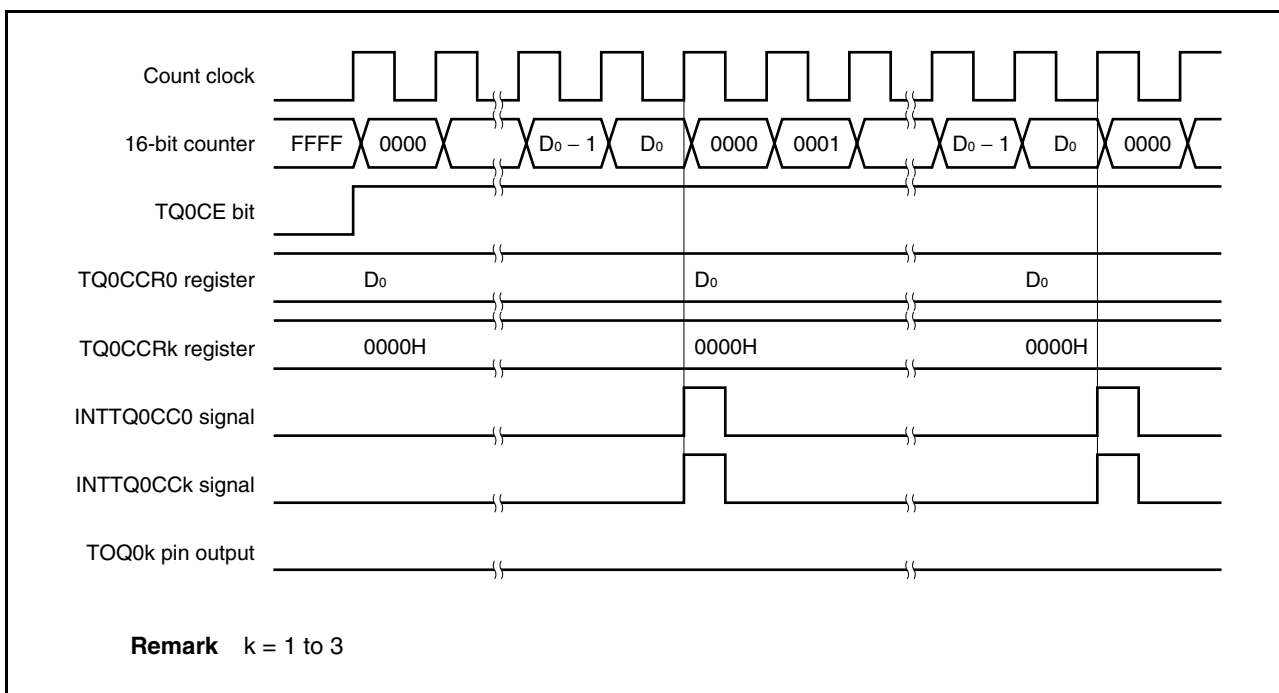 Count clock
16-bit counter FFFF 0000 D₀ – 1 D₀ 0000 0001 D₀ – 1 D₀ 0000
TQ0CE bit
TQ0CCR0 register D₀ D₀ D₀
TQ0CCRk register 0000H 0000H 0000H
INTTQ0CC0 signal
INTTQ0CCk signal
TOQ0k pin output
Remark k = 1 to 3